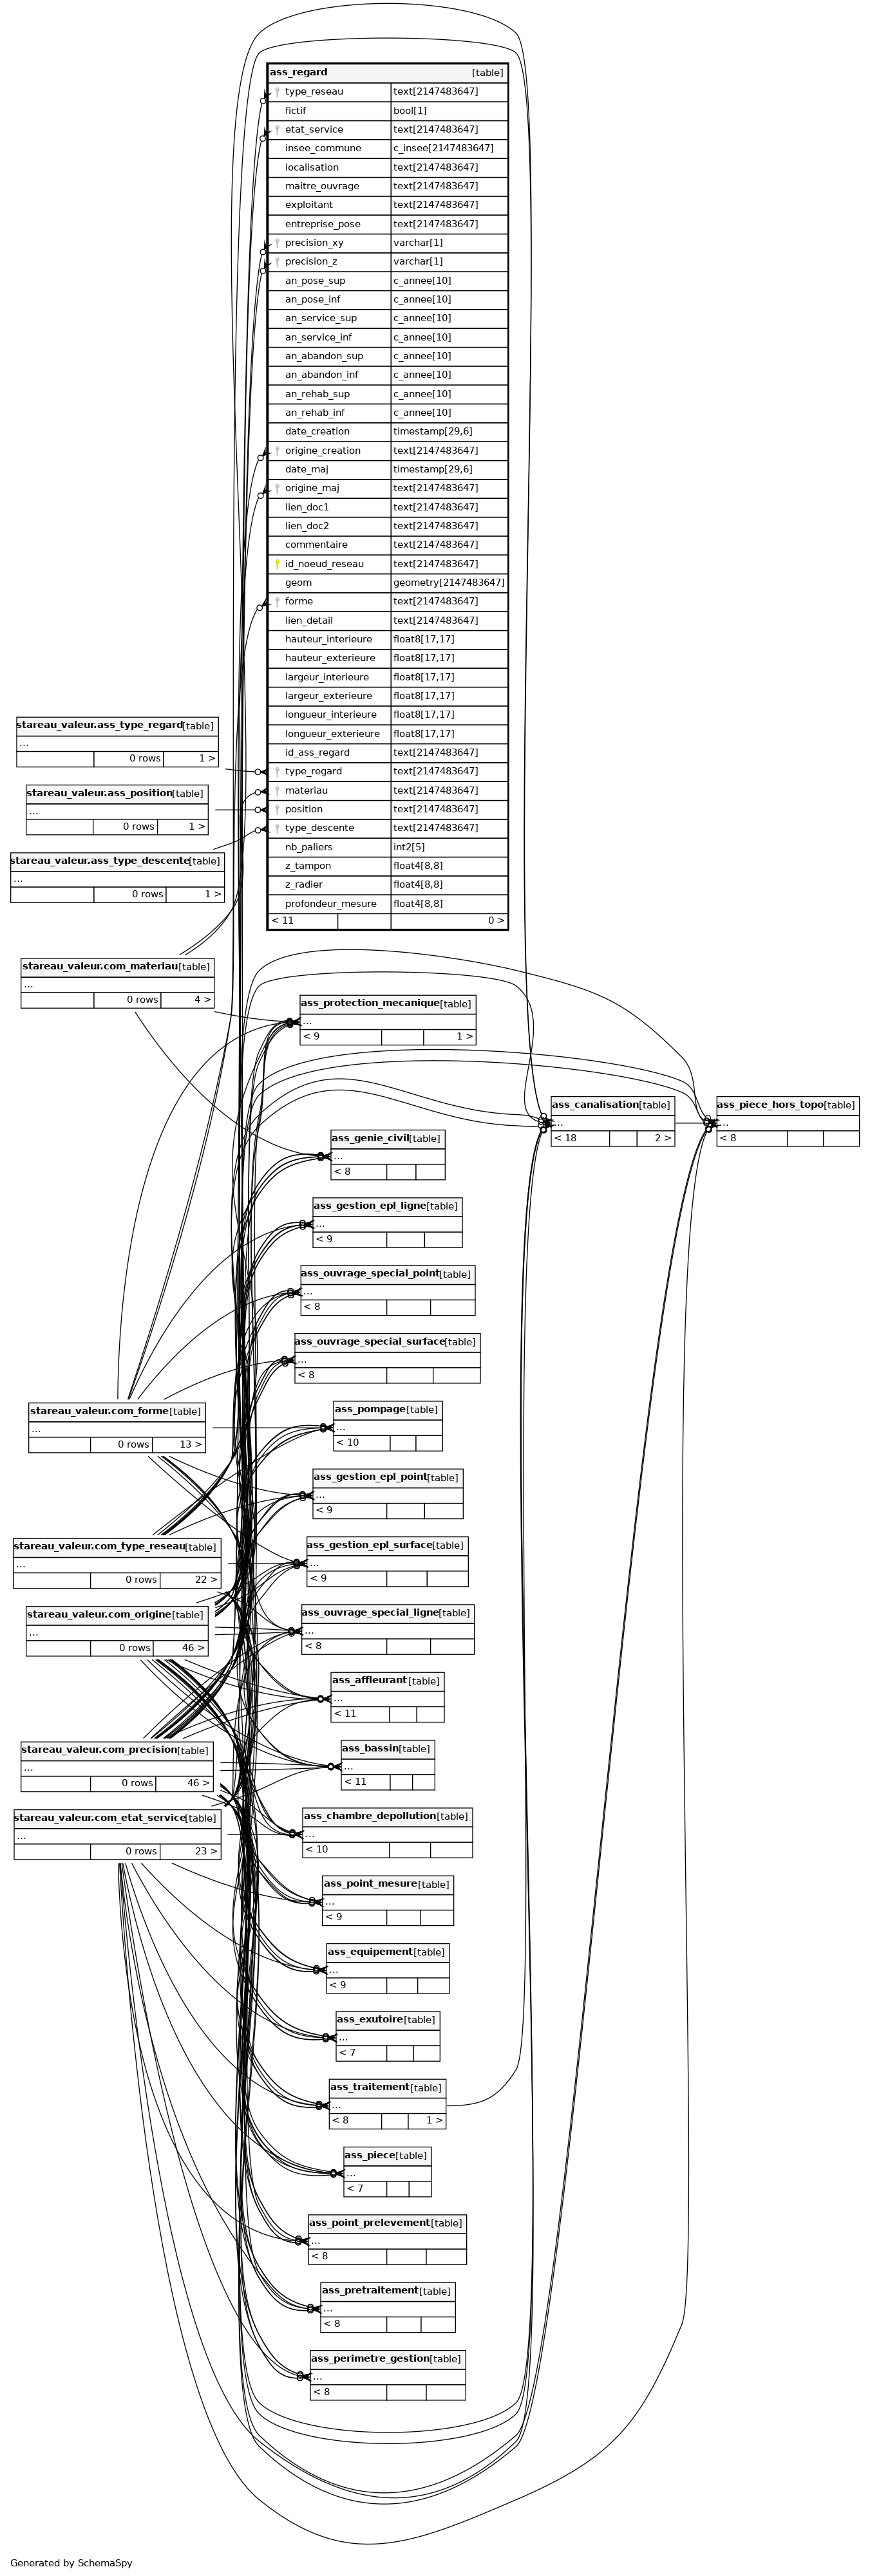 ass_regard [table]
type_reseau text[2147483647]
fictif bool[1]
etat_service text[2147483647]
insee_commune c_insee[2147483647]
localisation text[2147483647]
maitre_ouvrage text[2147483647]
exploitant text[2147483647]
entreprise_pose text[2147483647]
precision_xy varchar[1]
precision_z varchar[1]
an_pose_sup c_annee[10]
an_pose_inf c_annee[10]
an_service_sup c_annee[10]
an_service_inf c_annee[10]
an_abandon_sup c_annee[10]
an_abandon_inf c_annee[10]
an_rehab_sup c_annee[10]
an_rehab_inf c_annee[10]
date_creation timestamp[29,6]
origine_creation text[2147483647]
date_maj timestamp[29,6]
origine_maj text[2147483647]
lien_doc1 text[2147483647]
lien_doc2 text[2147483647]
commentaire text[2147483647]
id_noeud_reseau text[2147483647]
geom geometry[2147483647]
forme text[2147483647]
lien_detail text[2147483647]
hauteur_interieure float8[17,17]
hauteur_exterieure float8[17,17]
largeur_interieure float8[17,17]
largeur_exterieure float8[17,17]
longueur_interieure float8[17,17]
longueur_exterieure float8[17,17]
id_ass_regard text[2147483647]
type_regard text[2147483647]
materiau text[2147483647]
position text[2147483647]
type_descente text[2147483647]
nb_paliers int2[5]
z_tampon float4[8,8]
z_radier float4[8,8]
profondeur_mesure float4[8,8]
< 11 0 >
stareau_valeur.ass_type_regard [table]
...
0 rows 1 >
stareau_valeur.ass_position [table]
...
0 rows 1 >
stareau_valeur.ass_type_descente [table]
...
0 rows 1 >
stareau_valeur.com_materiau [table]
...
0 rows 4 >
ass_protection_mecanique [table]
...
< 9 1 >
ass_canalisation [table]
...
< 18 2 >
ass_piece_hors_topo [table]
...
< 8
ass_genie_civil [table]
...
< 8
ass_gestion_epl_ligne [table]
...
< 9
ass_ouvrage_special_point [table]
...
< 8
ass_ouvrage_special_surface [table]
...
< 8
stareau_valeur.com_forme [table]
...
0 rows 13 >
ass_pompage [table]
...
< 10
ass_gestion_epl_point [table]
...
< 9
stareau_valeur.com_type_reseau [table]
...
0 rows 22 >
ass_gestion_epl_surface [table]
...
< 9
stareau_valeur.com_origine [table]
...
0 rows 46 >
ass_ouvrage_special_ligne [table]
...
< 8
ass_affleurant [table]
...
< 11
stareau_valeur.com_precision [table]
...
0 rows 46 >
ass_bassin [table]
...
< 11
stareau_valeur.com_etat_service [table]
...
0 rows 23 >
ass_chambre_depollution [table]
...
< 10
ass_point_mesure [table]
...
< 9
ass_equipement [table]
...
< 9
ass_exutoire [table]
...
< 7
ass_traitement [table]
...
< 8 1 >
ass_piece [table]
...
< 7
ass_point_prelevement [table]
...
< 8
ass_pretraitement [table]
...
< 8
ass_perimetre_gestion [table]
...
< 8
Generated by SchemaSpy